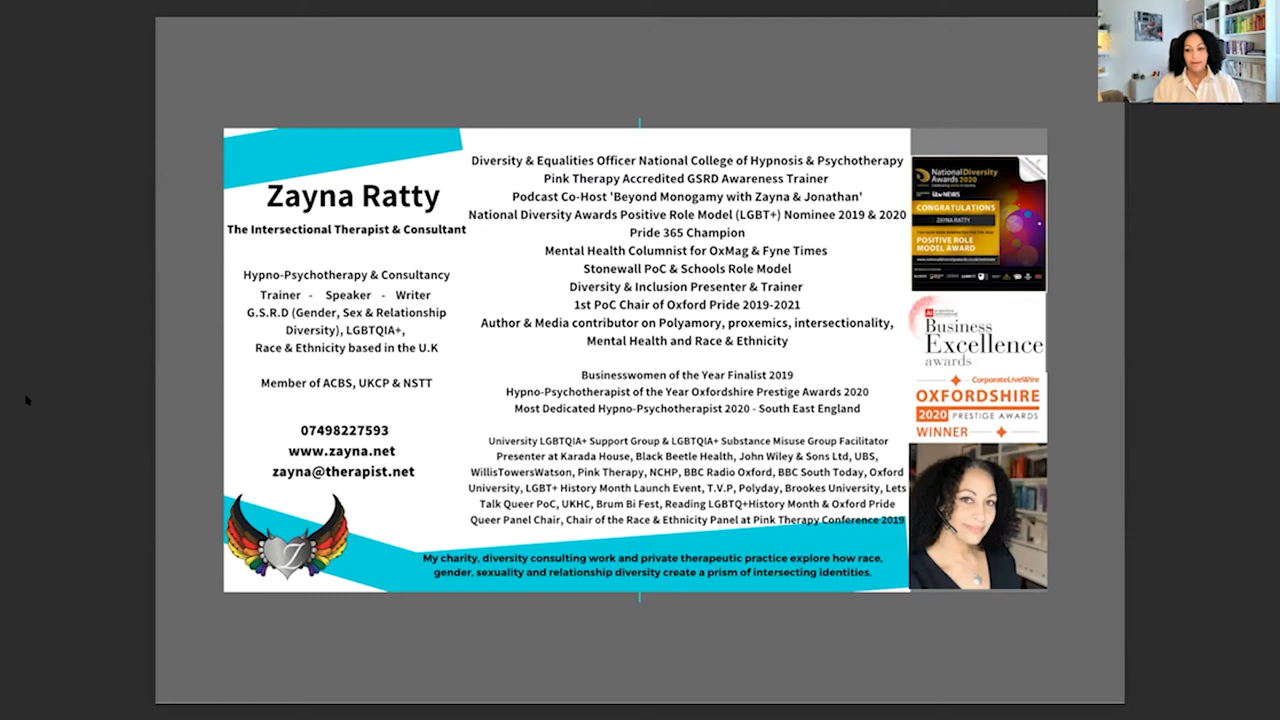 Zayna Ratty
The Intersectional Therapist & Consultant
Hypno-Psychotherapy & Consultancy
Trainer - Speaker - Writer
G.S.R.D (Gender, Sex & Relationship
Diversity), LGBTQIA+,
Race & Ethnicity based in the U.K
Member of ACBS, UKCP & NSTT
07498227593
www.zayna.net
zayna@therapist.net
Z
Diversity & Equalities Officer National College of Hypnosis & Psychotherapy
Pink Therapy Accredited GSRD Awareness Trainer
Podcast Co-Host 'Beyond Monogamy with Zayna & Jonathan'
National Diversity Awards Positive Role Model (LGBT+) Nominee 2019 & 2020
Pride 365 Champion
Mental Health Columnist for OxMag & Fyne Times
Stonewall PoC & Schools Role Model
Diversity & Inclusion Presenter & Trainer
1st PoC Chair of Oxford Pride 2019-2021
Author & Media contributor on Polyamory, proxemics, intersectionality,
Mental Health and Race & Ethnicity
Businesswomen of the Year Finalist 2019
Hypno-Psychotherapist of the Year Oxfordshire Prestige Awards 2020
Most Dedicated Hypno-Psychotherapist 2020 - South East England
University LGBTQIA+ Support Group & LGBTQIA+ Substance Misuse Group Facilitator
Presenter at Karada House, Black Beetle Health, John Wiley & Sons Ltd, UBS,
WillisTowersWatson, Pink Therapy, NCHP, BBC Radio Oxford, BBC South Today, Oxford
University, LGBT+ History Month Launch Event, T.V.P, Polyday, Brookes University, Lets
Talk Queer PoC, UKHC, Brum Bi Fest, Reading LGBTQ+History Month & Oxford Pride
Queer Panel Chair, Chair of the Race & Ethnicity Panel at Pink Therapy Conference 2019
My charity, diversity consulting work and private therapeutic practice explore how race,
gender, sexuality and relationship diversity create a prism of intersecting identities.
National Diversity
Awards 2020
itv NEWS
CONGRATULATIONS
ZAYNA RATTY
POSITIVE ROLE
MODEL AWARD
AI
Business
Excellence
awards
CorporateLiveWire
OXFORDSHIRE
2020 PRESTIGE AWARDS
WINNER